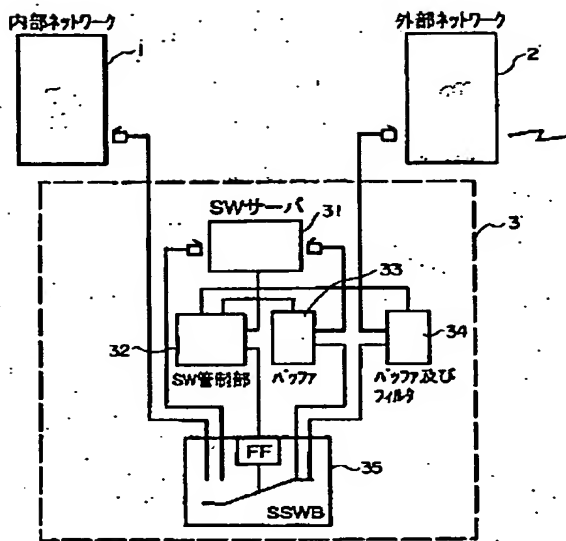 内部ネットワーク
外部ネットワーク
1
2
SWサーバ
31
3
33
32
34
SW管制部
バッファ
バッファ及び
フィルタ
FF
35
SSWB